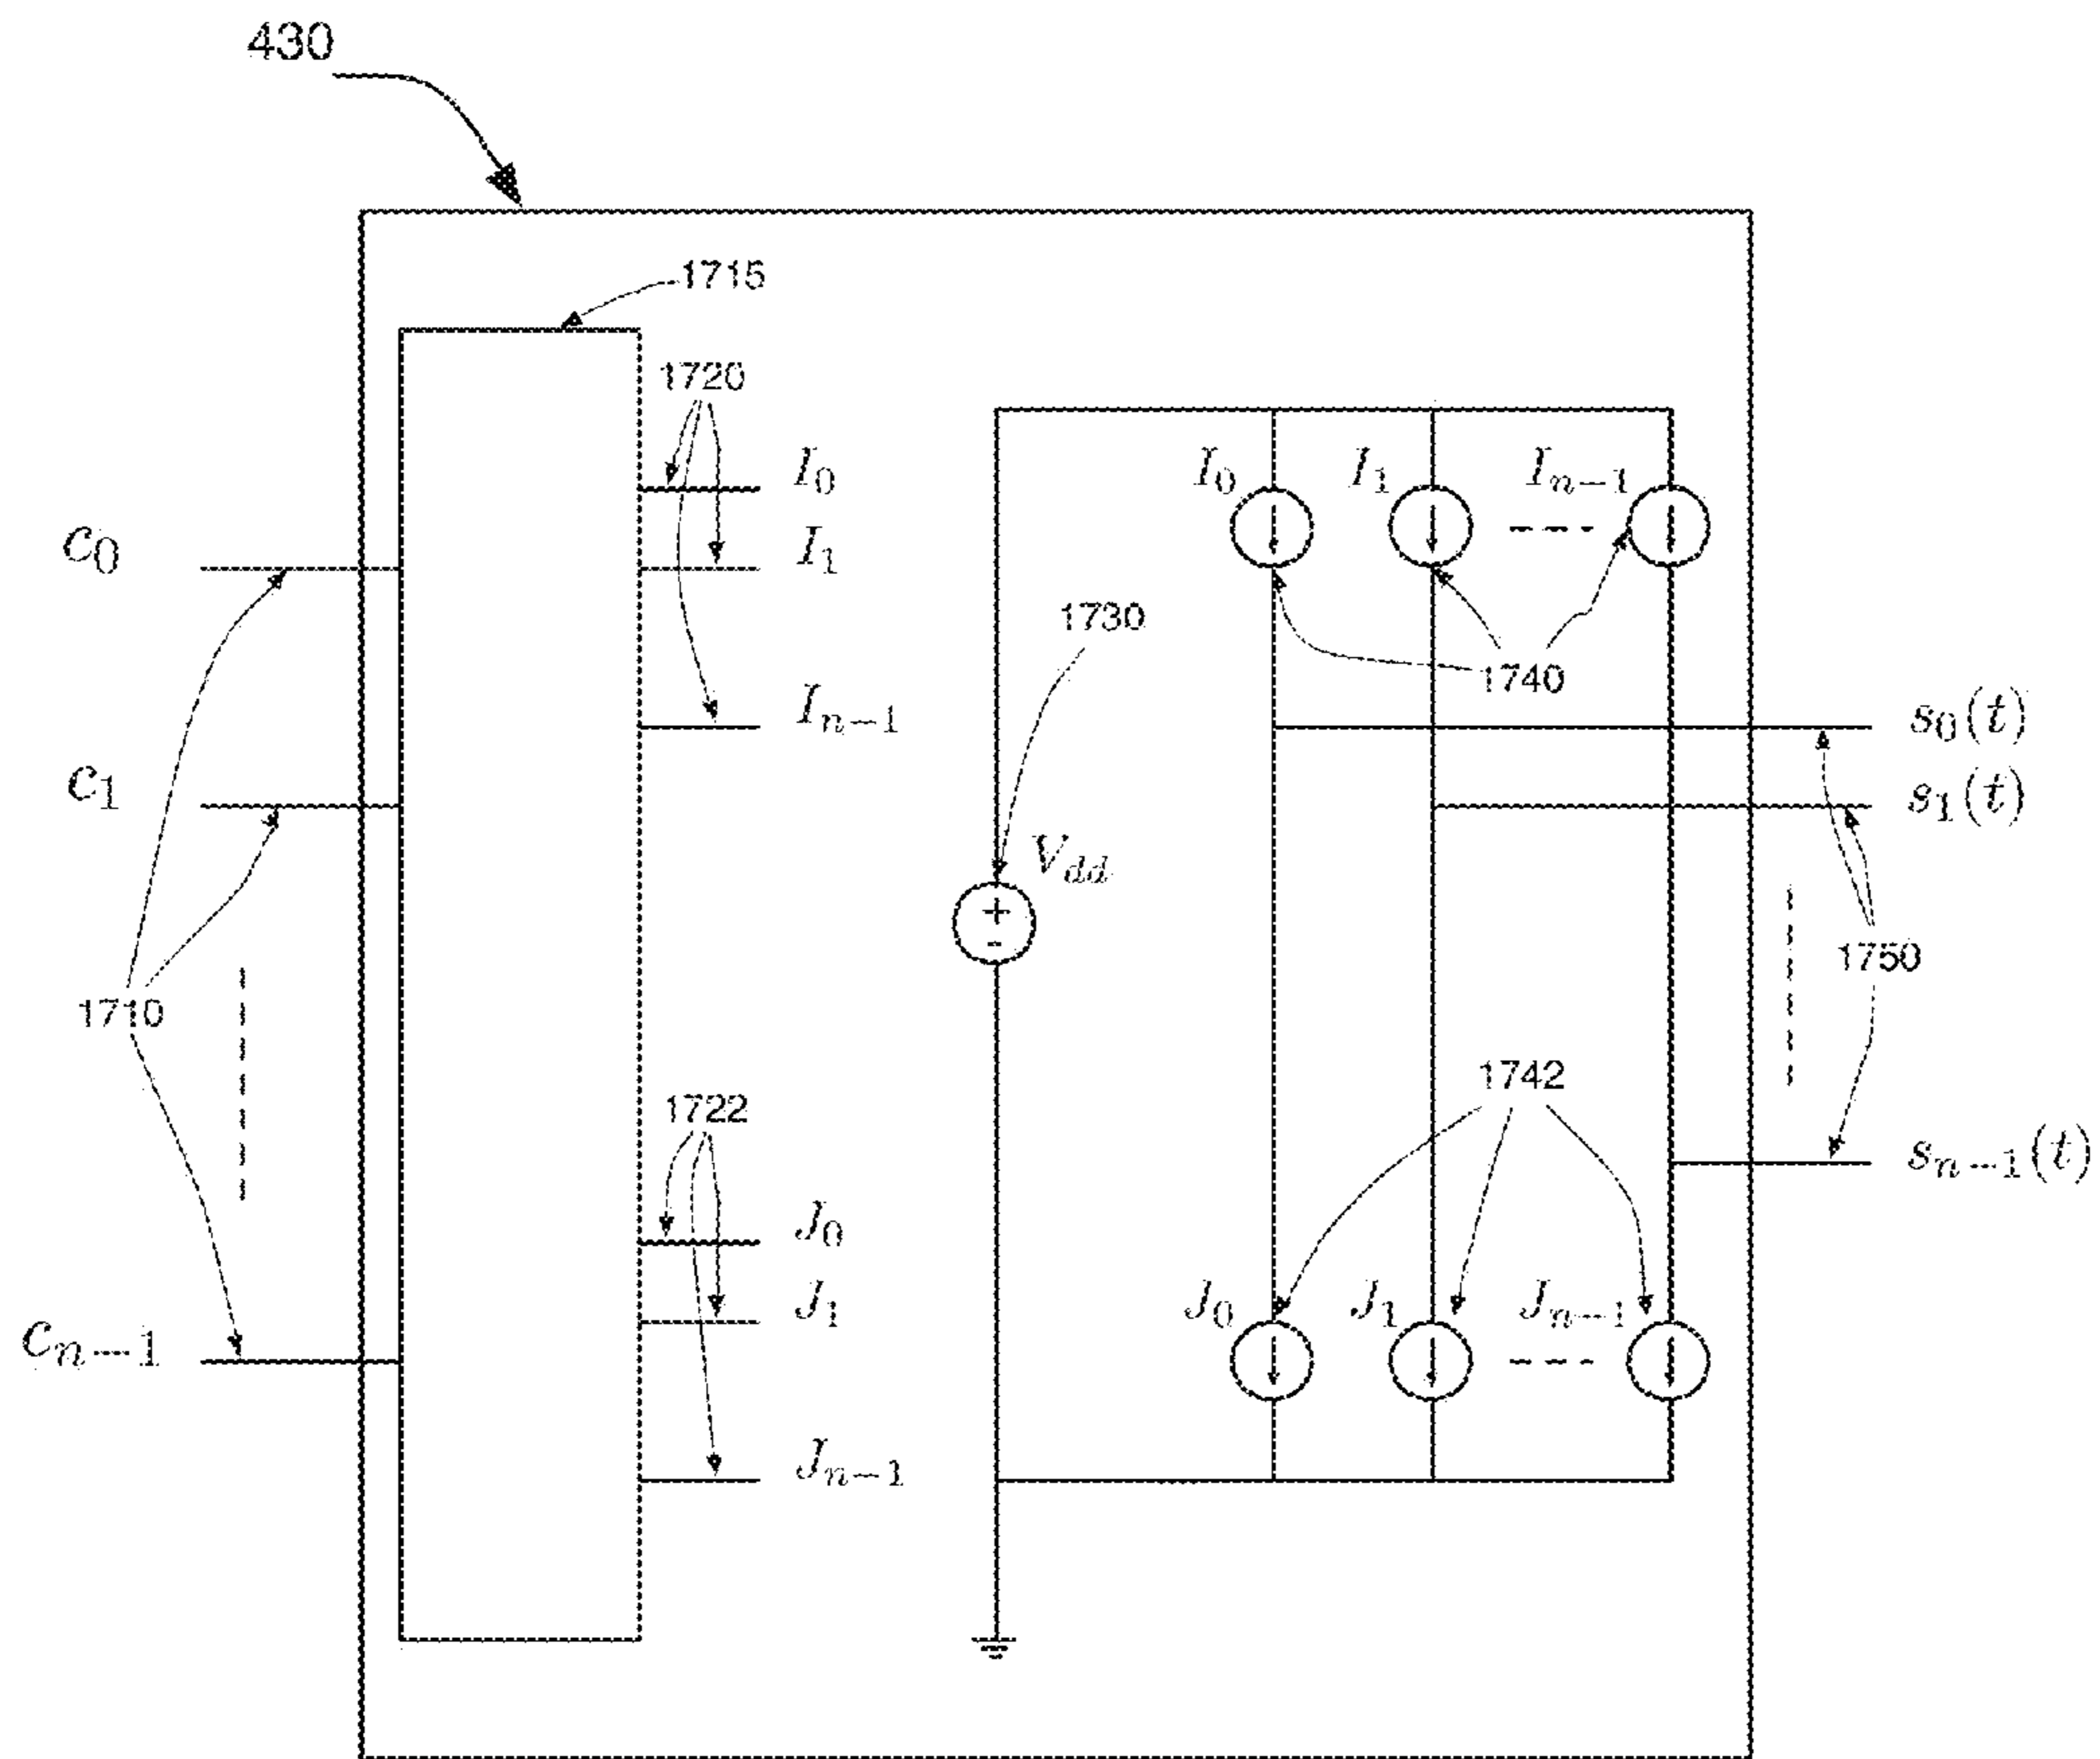 430
1715
1720
I₀
I₁
Iₙ₋₁
c₀
c₁
1710
cₙ₋₁
1722
J₀
J₁
Jₙ₋₁
1730
V_dd
+
-
I₀ I₁ Iₙ₋₁
1740
s₀(t)
s₁(t)
1750
sₙ₋₁(t)
1742
J₀ J₁ Jₙ₋₁